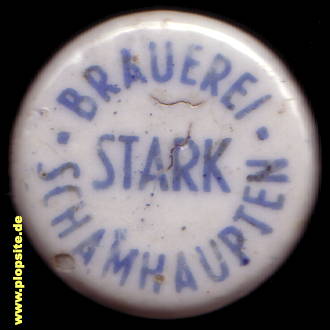 • BRAUEREI •
STARK
SCHAMHAUPTEN
www.plopsite.de